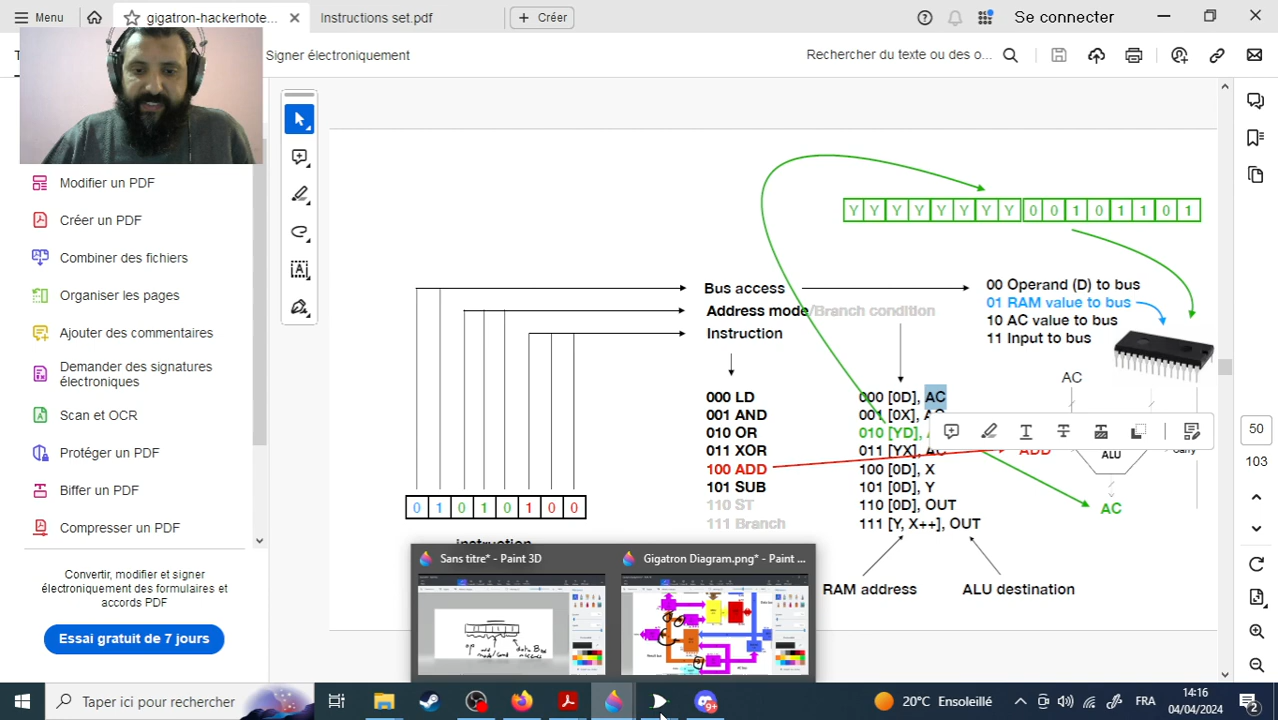 Menu
gigatron-hackerhote...
Instructions set.pdf
Créer
Se connecter
Signer électroniquement
Rechercher du texte ou des o...
Modifier un PDF
Créer un PDF
Combiner des fichiers
Organiser les pages
Ajouter des commentaires
Demander des signatures
électroniques
Scan et OCR
Protéger un PDF
Biffer un PDF
Compresser un PDF
Convertir, modifier et signer
électroniquement des formulaires et
accords PDF
Essai gratuit de 7 jours
Y Y Y Y Y Y Y Y 0 0 1 0 1 1 0 1
Bus access
Address mode/Branch condition
Instruction
00 Operand (D) to bus
01 RAM value to bus
10 AC value to bus
11 Input to bus
000 LD
001 AND
010 OR
011 XOR
100 ADD
101 SUB
110 ST
111 Branch
000 [0D], AC
001 [0X], AC
010 [YD],
011 [YX], AC
100 [0D], X
101 [0D], Y
110 [0D], OUT
111 [Y, X++], OUT
AC
ADD
ALU
Carry
AC
0 1 0 1 0 1 0 0
instruction
RAM address
ALU destination
50
103
Sans titre* - Paint 3D
Gigatron Diagram.png* - Paint ...
Taper ici pour rechercher
9+
20°C Ensoleillé
FRA
14:16
04/04/2024
2